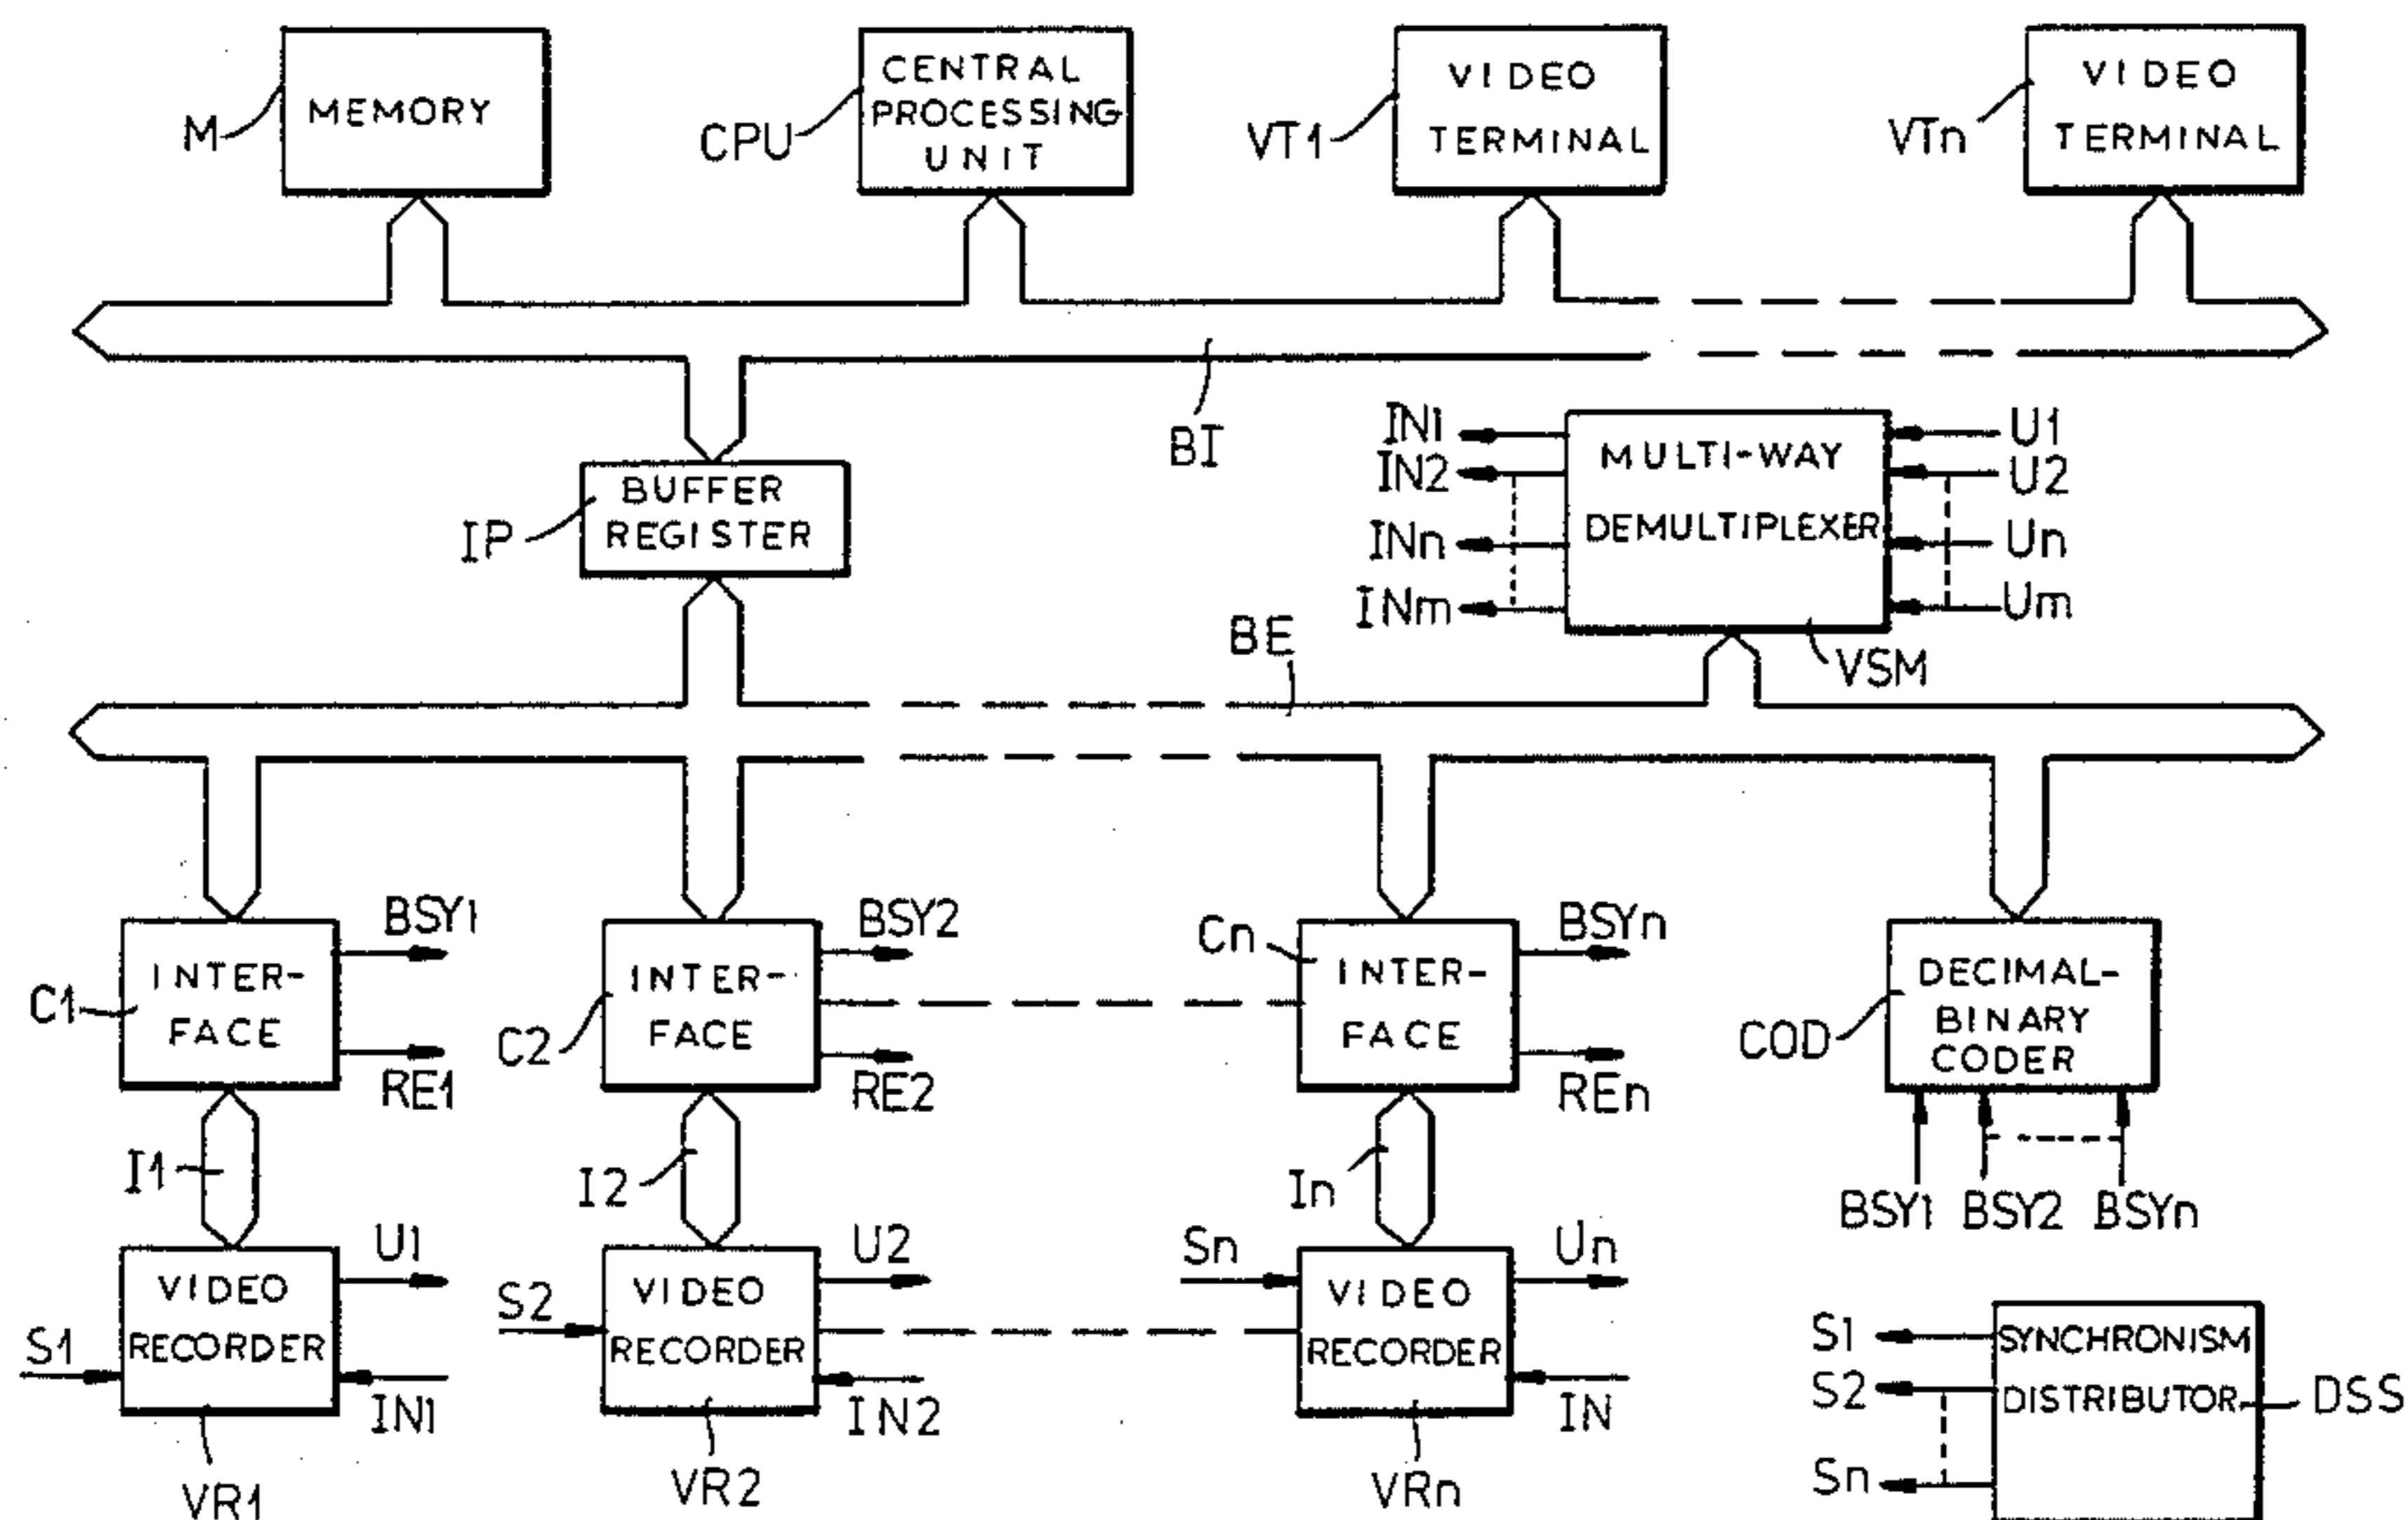 MEMORY
M
CENTRAL
PROCESSING
UNIT
CPU
VIDEO
TERMINAL
VT1
VIDEO
TERMINAL
VTn
BI
BUFFER
REGISTER
IP
IN1
IN2
INn
INm
MULTI-WAY
DEMULTIPLEXER
U1
U2
Un
Um
VSM
BE
INTER-
FACE
C1
BSY1
RE1
INTER-
FACE
C2
BSY2
RE2
INTER-
FACE
Cn
BSYn
REn
DECIMAL-
BINARY
CODER
COD
BSY1
BSY2
BSYn
I1
I2
In
VIDEO
RECORDER
S1
U1
IN1
VR1
VIDEO
RECORDER
S2
U2
IN2
VR2
VIDEO
RECORDER
Sn
Un
IN
VRn
SYNCHRONISM
DISTRIBUTOR
S1
S2
Sn
DSS